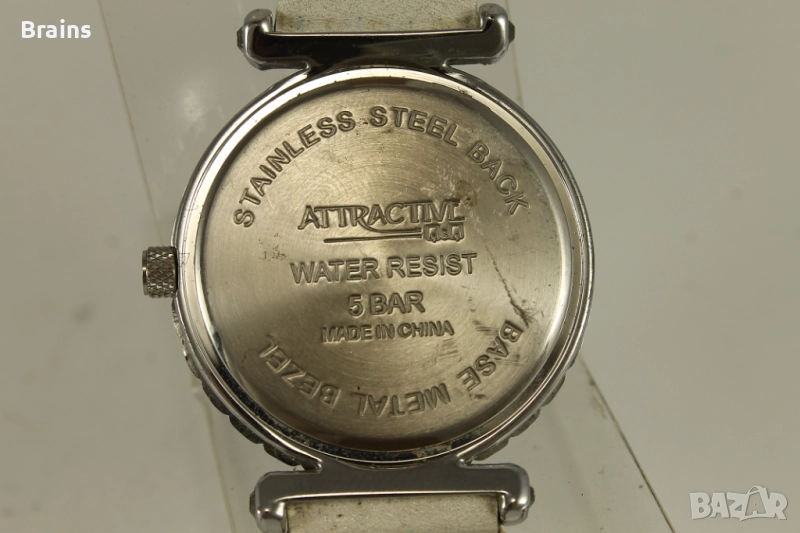 Brains
STAINLESS STEEL BACK
ATTRACTIVE
Q&Q
WATER RESIST
5 BAR
MADE IN CHINA
BASE METAL BEZEL
BAZAR